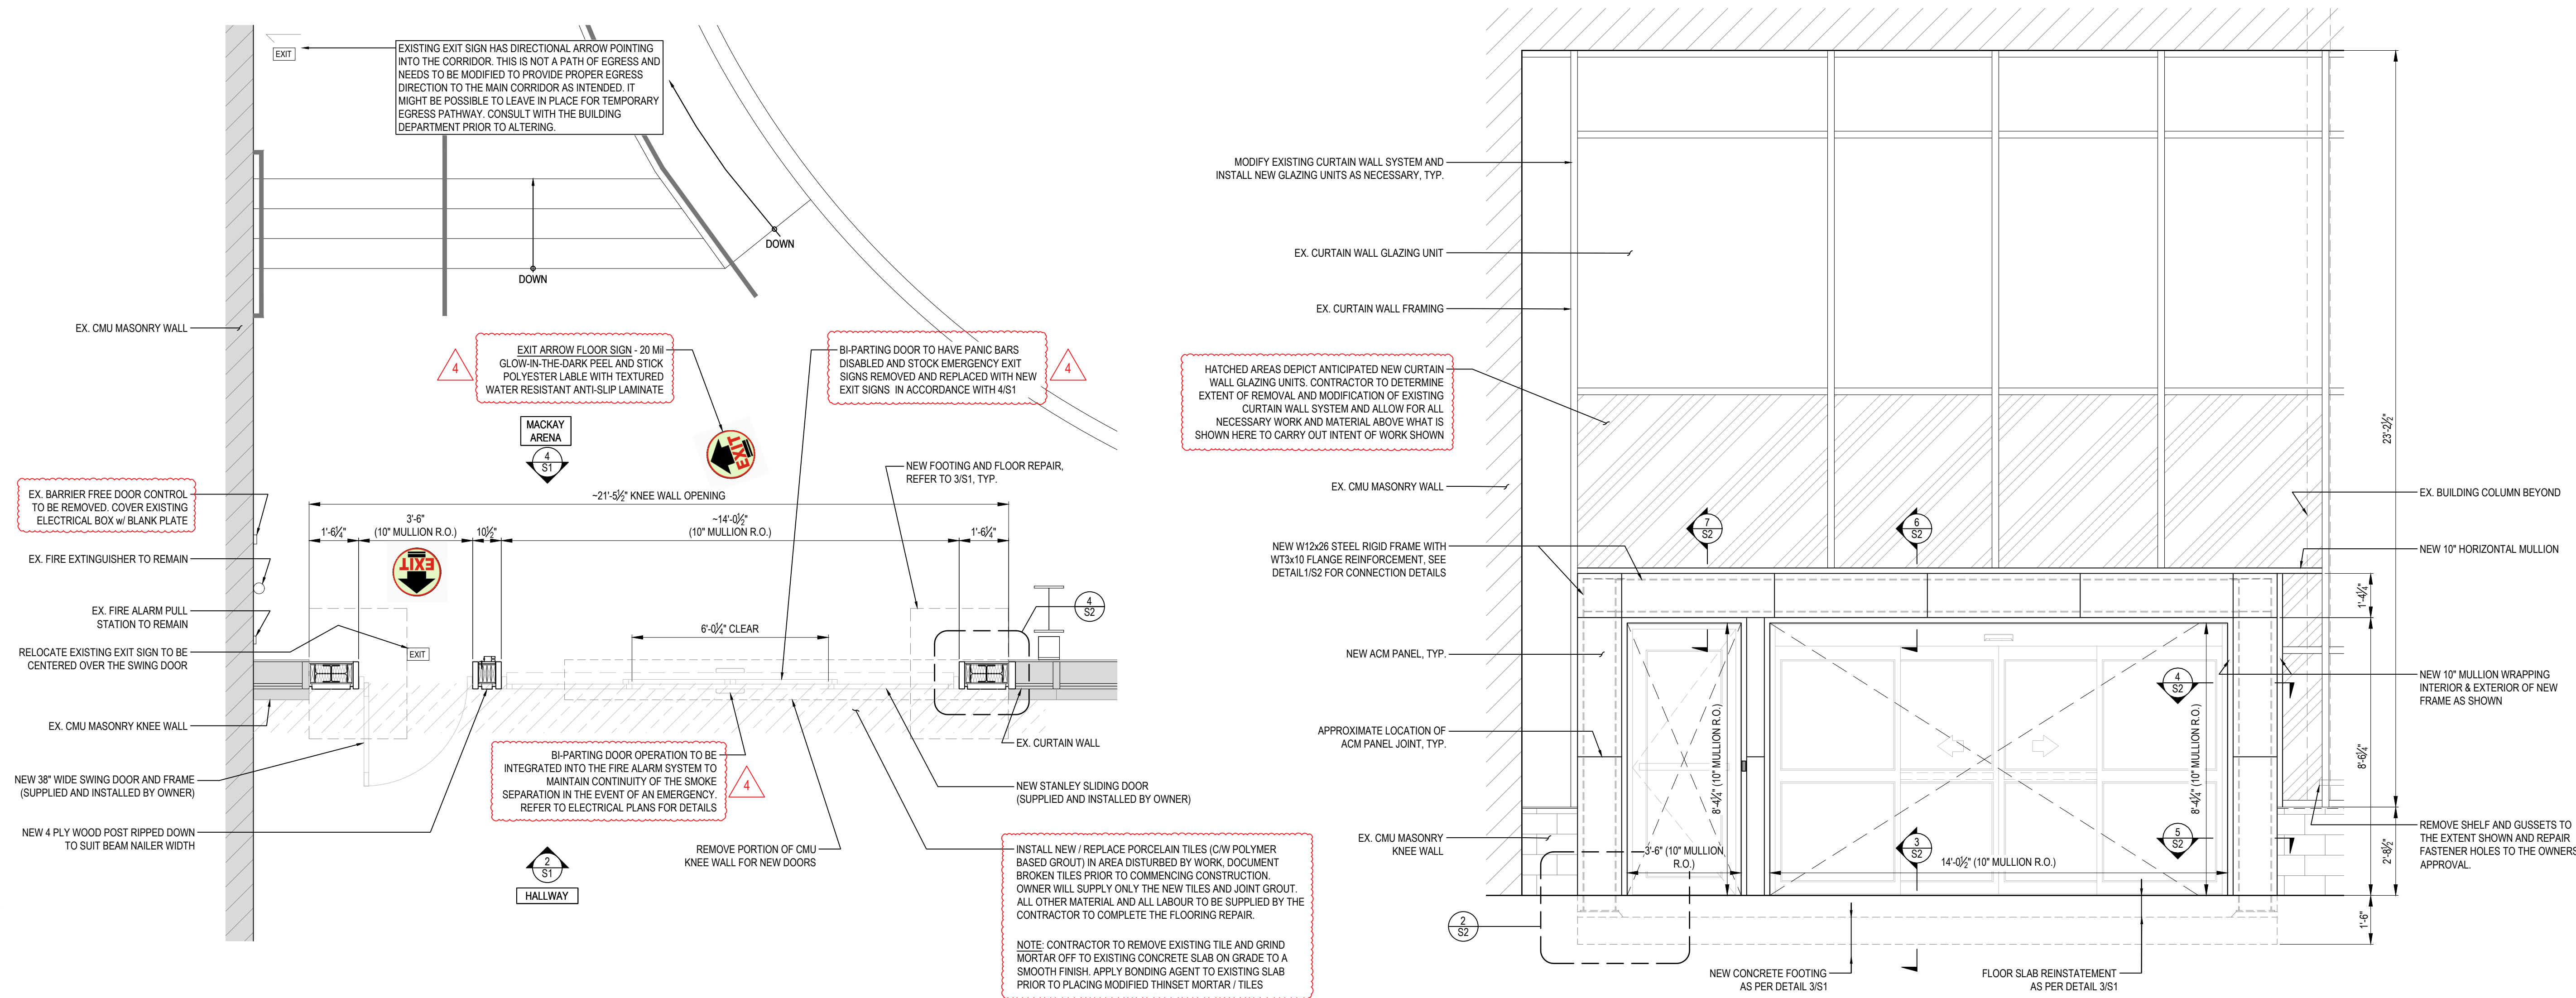 EXIT
EXISTING EXIT SIGN HAS DIRECTIONAL ARROW POINTING
INTO THE CORRIDOR. THIS IS NOT A PATH OF EGRESS AND
NEEDS TO BE MODIFIED TO PROVIDE PROPER EGRESS
DIRECTION TO THE MAIN CORRIDOR AS INTENDED. IT
MIGHT BE POSSIBLE TO LEAVE IN PLACE FOR TEMPORARY
EGRESS PATHWAY. CONSULT WITH THE BUILDING
DEPARTMENT PRIOR TO ALTERING.
DOWN
DOWN
EX. CMU MASONRY WALL
EXIT ARROW FLOOR SIGN - 20 Mil
GLOW-IN-THE-DARK PEEL AND STICK
POLYESTER LABLE WITH TEXTURED
WATER RESISTANT ANTI-SLIP LAMINATE
4
BI-PARTING DOOR TO HAVE PANIC BARS
DISABLED AND STOCK EMERGENCY EXIT
SIGNS REMOVED AND REPLACED WITH NEW
EXIT SIGNS IN ACCORDANCE WITH 4/S1
4
MACKAY
ARENA
4
S1
EXIT
NEW FOOTING AND FLOOR REPAIR,
REFER TO 3/S1, TYP.
EX. BARRIER FREE DOOR CONTROL
TO BE REMOVED. COVER EXISTING
ELECTRICAL BOX w/ BLANK PLATE
~21'-5½" KNEE WALL OPENING
1'-6¼"
3'-6"
(10" MULLION R.O.)
10½"
~14'-0½"
(10" MULLION R.O.)
1'-6¼"
EXIT
EX. FIRE EXTINGUISHER TO REMAIN
EX. FIRE ALARM PULL
STATION TO REMAIN
RELOCATE EXISTING EXIT SIGN TO BE
CENTERED OVER THE SWING DOOR
EXIT
6'-0¼" CLEAR
4
S2
EX. CMU MASONRY KNEE WALL
NEW 38" WIDE SWING DOOR AND FRAME
(SUPPLIED AND INSTALLED BY OWNER)
NEW 4 PLY WOOD POST RIPPED DOWN
TO SUIT BEAM NAILER WIDTH
BI-PARTING DOOR OPERATION TO BE
INTEGRATED INTO THE FIRE ALARM SYSTEM TO
MAINTAIN CONTINUITY OF THE SMOKE
SEPARATION IN THE EVENT OF AN EMERGENCY.
REFER TO ELECTRICAL PLANS FOR DETAILS
4
EX. CURTAIN WALL
NEW STANLEY SLIDING DOOR
(SUPPLIED AND INSTALLED BY OWNER)
2
S1
HALLWAY
REMOVE PORTION OF CMU
KNEE WALL FOR NEW DOORS
INSTALL NEW / REPLACE PORCELAIN TILES (C/W POLYMER
BASED GROUT) IN AREA DISTURBED BY WORK, DOCUMENT
BROKEN TILES PRIOR TO COMMENCING CONSTRUCTION.
OWNER WILL SUPPLY ONLY THE NEW TILES AND JOINT GROUT.
ALL OTHER MATERIAL AND ALL LABOUR TO BE SUPPLIED BY THE
CONTRACTOR TO COMPLETE THE FLOORING REPAIR.
NOTE: CONTRACTOR TO REMOVE EXISTING TILE AND GRIND
MORTAR OFF TO EXISTING CONCRETE SLAB ON GRADE TO A
SMOOTH FINISH. APPLY BONDING AGENT TO EXISTING SLAB
PRIOR TO PLACING MODIFIED THINSET MORTAR / TILES
MODIFY EXISTING CURTAIN WALL SYSTEM AND
INSTALL NEW GLAZING UNITS AS NECESSARY, TYP.
EX. CURTAIN WALL GLAZING UNIT
EX. CURTAIN WALL FRAMING
HATCHED AREAS DEPICT ANTICIPATED NEW CURTAIN
WALL GLAZING UNITS. CONTRACTOR TO DETERMINE
EXTENT OF REMOVAL AND MODIFICATION OF EXISTING
CURTAIN WALL SYSTEM AND ALLOW FOR ALL
NECESSARY WORK AND MATERIAL ABOVE WHAT IS
SHOWN HERE TO CARRY OUT INTENT OF WORK SHOWN
EX. CMU MASONRY WALL
NEW W12x26 STEEL RIGID FRAME WITH
WT3x10 FLANGE REINFORCEMENT, SEE
DETAIL1/S2 FOR CONNECTION DETAILS
NEW ACM PANEL, TYP.
APPROXIMATE LOCATION OF
ACM PANEL JOINT, TYP.
EX. CMU MASONRY
KNEE WALL
2
S2
7
S2
6
S2
4
S2
5
S2
3
S2
8'-4¼" (10" MULLION R.O.)
8'-4¼" (10" MULLION R.O.)
3'-6" (10" MULLION
R.O.)
14'-0½" (10" MULLION R.O.)
NEW CONCRETE FOOTING
AS PER DETAIL 3/S1
FLOOR SLAB REINSTATEMENT
AS PER DETAIL 3/S1
23'-2½"
EX. BUILDING COLUMN BEYOND
NEW 10" HORIZONTAL MULLION
1'-4¼"
NEW 10" MULLION WRAPPING
INTERIOR & EXTERIOR OF NEW
FRAME AS SHOWN
8'-6¼"
2'-8½"
REMOVE SHELF AND GUSSETS TO
THE EXTENT SHOWN AND REPAIR
FASTENER HOLES TO THE OWNERS
APPROVAL.
1'-6"